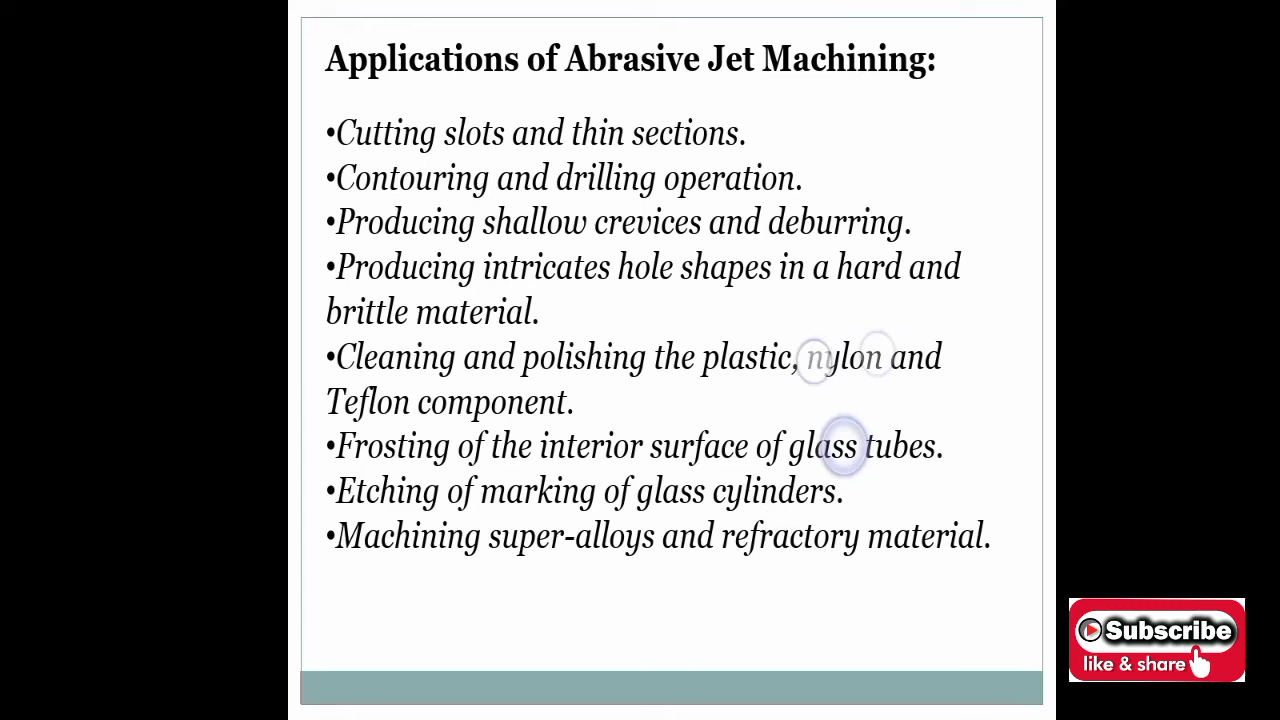 Applications of Abrasive Jet Machining:
•Cutting slots and thin sections.
•Contouring and drilling operation.
•Producing shallow crevices and deburring.
•Producing intricates hole shapes in a hard and
brittle material.
•Cleaning and polishing the plastic, nylon and
Teflon component.
•Frosting of the interior surface of glass tubes.
•Etching of marking of glass cylinders.
•Machining super-alloys and refractory material.
Subscribe
like & share